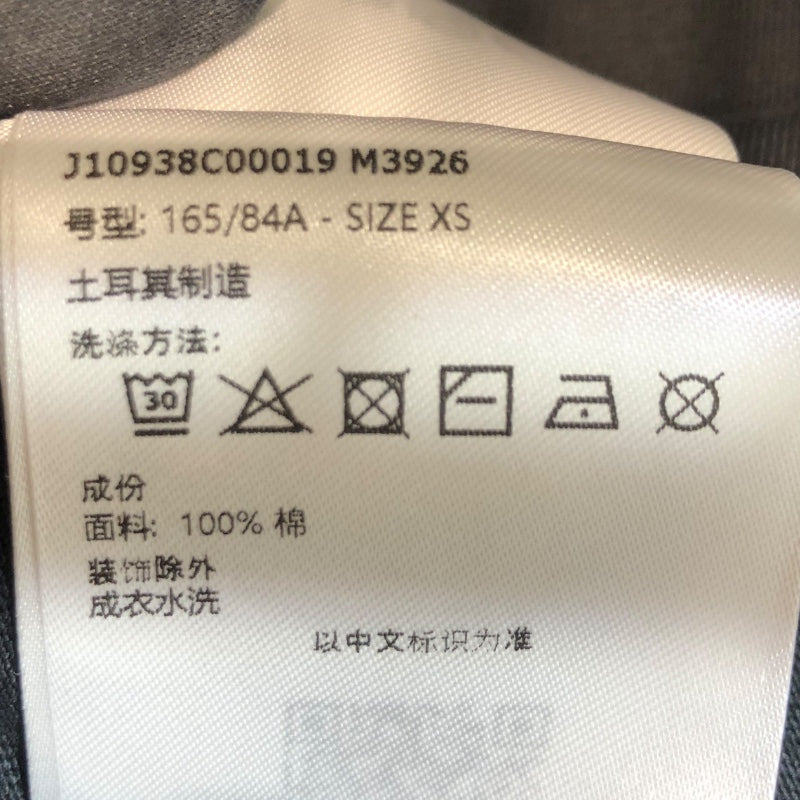 J10938C00019 M3926
号型: 165/84A - SIZE XS
土耳其制造
洗涤方法:
30
成份
面料: 100% 棉
装饰除外
成衣水洗
以中文标识为准